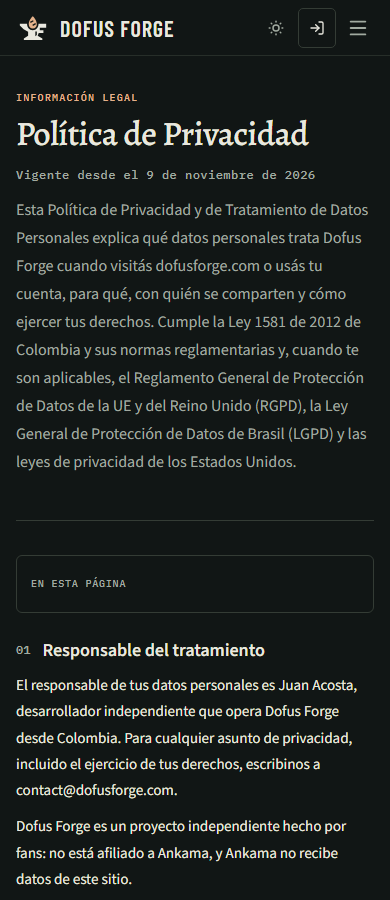 DOFUS FORGE
INFORMACIÓN LEGAL
Política de Privacidad
Vigente desde el 9 de noviembre de 2026
Esta Política de Privacidad y de Tratamiento de Datos
Personales explica qué datos personales trata Dofus
Forge cuando visitás dofusforge.com o usás tu
cuenta, para qué, con quién se comparten y cómo
ejercer tus derechos. Cumple la Ley 1581 de 2012 de
Colombia y sus normas reglamentarias y, cuando te
son aplicables, el Reglamento General de Protección
de Datos de la UE y del Reino Unido (RGPD), la Ley
General de Protección de Datos de Brasil (LGPD) y las
leyes de privacidad de los Estados Unidos.
EN ESTA PÁGINA
01 Responsable del tratamiento
El responsable de tus datos personales es Juan Acosta,
desarrollador independiente que opera Dofus Forge
desde Colombia. Para cualquier asunto de privacidad,
incluido el ejercicio de tus derechos, escribinos a
contact@dofusforge.com.
Dofus Forge es un proyecto independiente hecho por
fans: no está afiliado a Ankama, y Ankama no recibe
datos de este sitio.